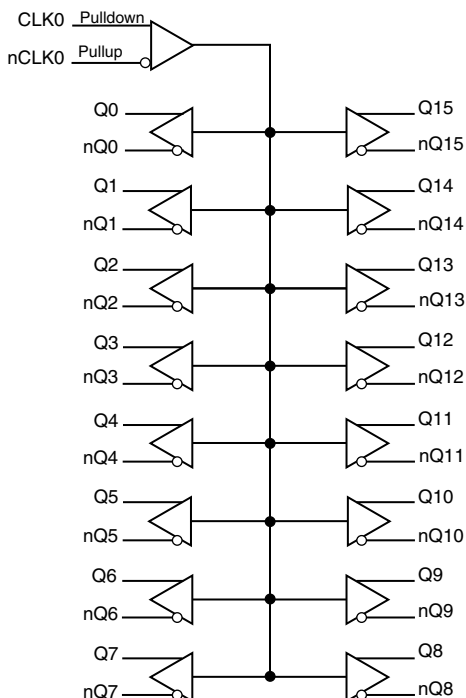 CLK0 Pulldown
nCLK0 Pullup
Q0 Q15
nQ0 nQ15
Q1 Q14
nQ1 nQ14
Q2 Q13
nQ2 nQ13
Q3 Q12
nQ3 nQ12
Q4 Q11
nQ4 nQ11
Q5 Q10
nQ5 nQ10
Q6 Q9
nQ6 nQ9
Q7 Q8
nQ7 nQ8